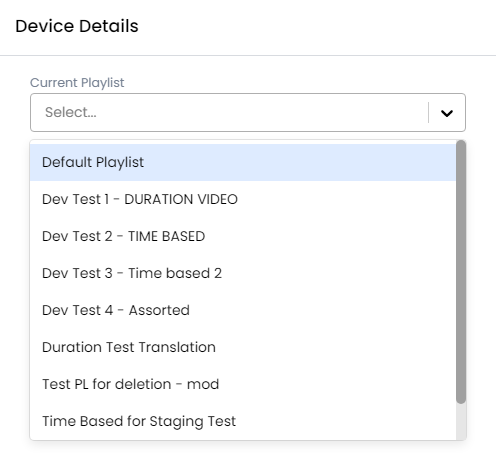 Device Details
Current Playlist
Select...
Default Playlist
Dev Test 1 - DURATION VIDEO
Dev Test 2 - TIME BASED
Dev Test 3 - Time based 2
Dev Test 4 - Assorted
Duration Test Translation
Test PL for deletion - mod
Time Based for Staging Test